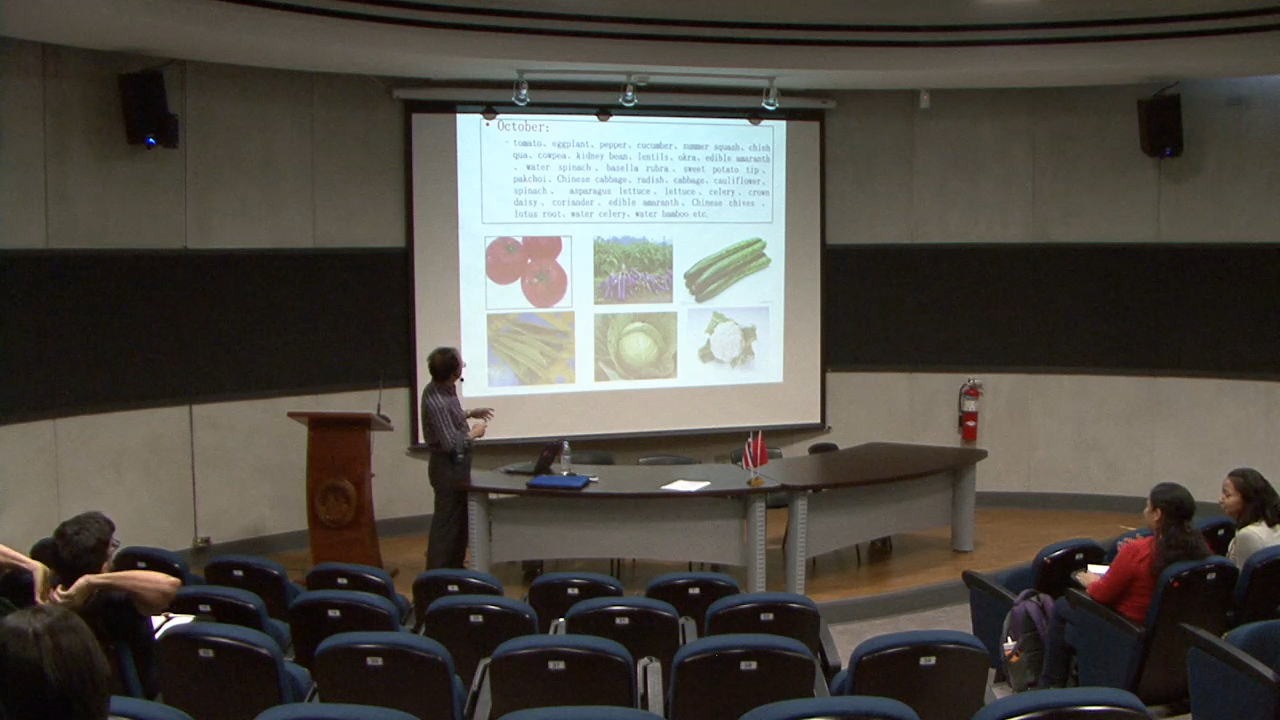 • October:
tomato、eggplant、pepper、cucumber、summer squash、chieh
qua、cowpea、kidney bean、lentils、okra、edible amaranth
、water spinach、basella rubra、sweet potato tip、
pakchoi、Chinese cabbage、radish、cabbage、cauliflower、
spinach、 asparagus lettuce、lettuce、celery、crown
daisy、coriander、edible amaranth、Chinese chives 、
lotus root、water celery、water bamboo etc.